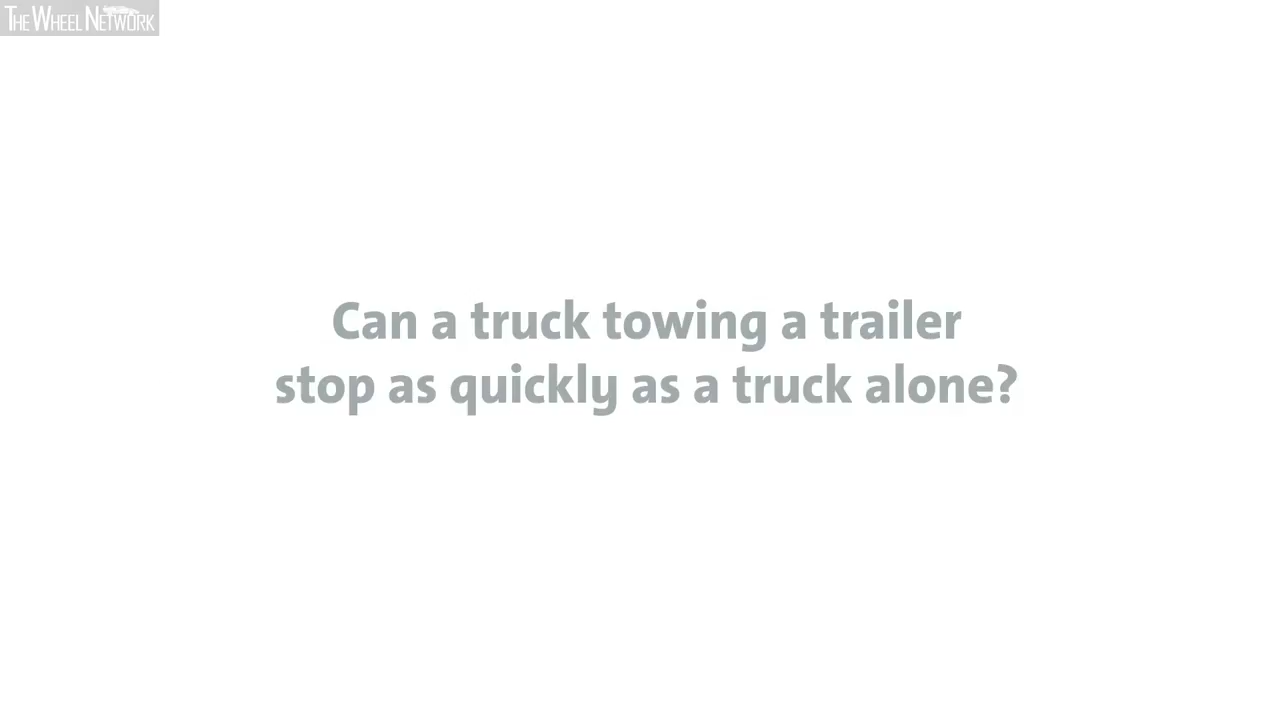 THE WHEEL NETWORK
Can a truck towing a trailer
stop as quickly as a truck alone?